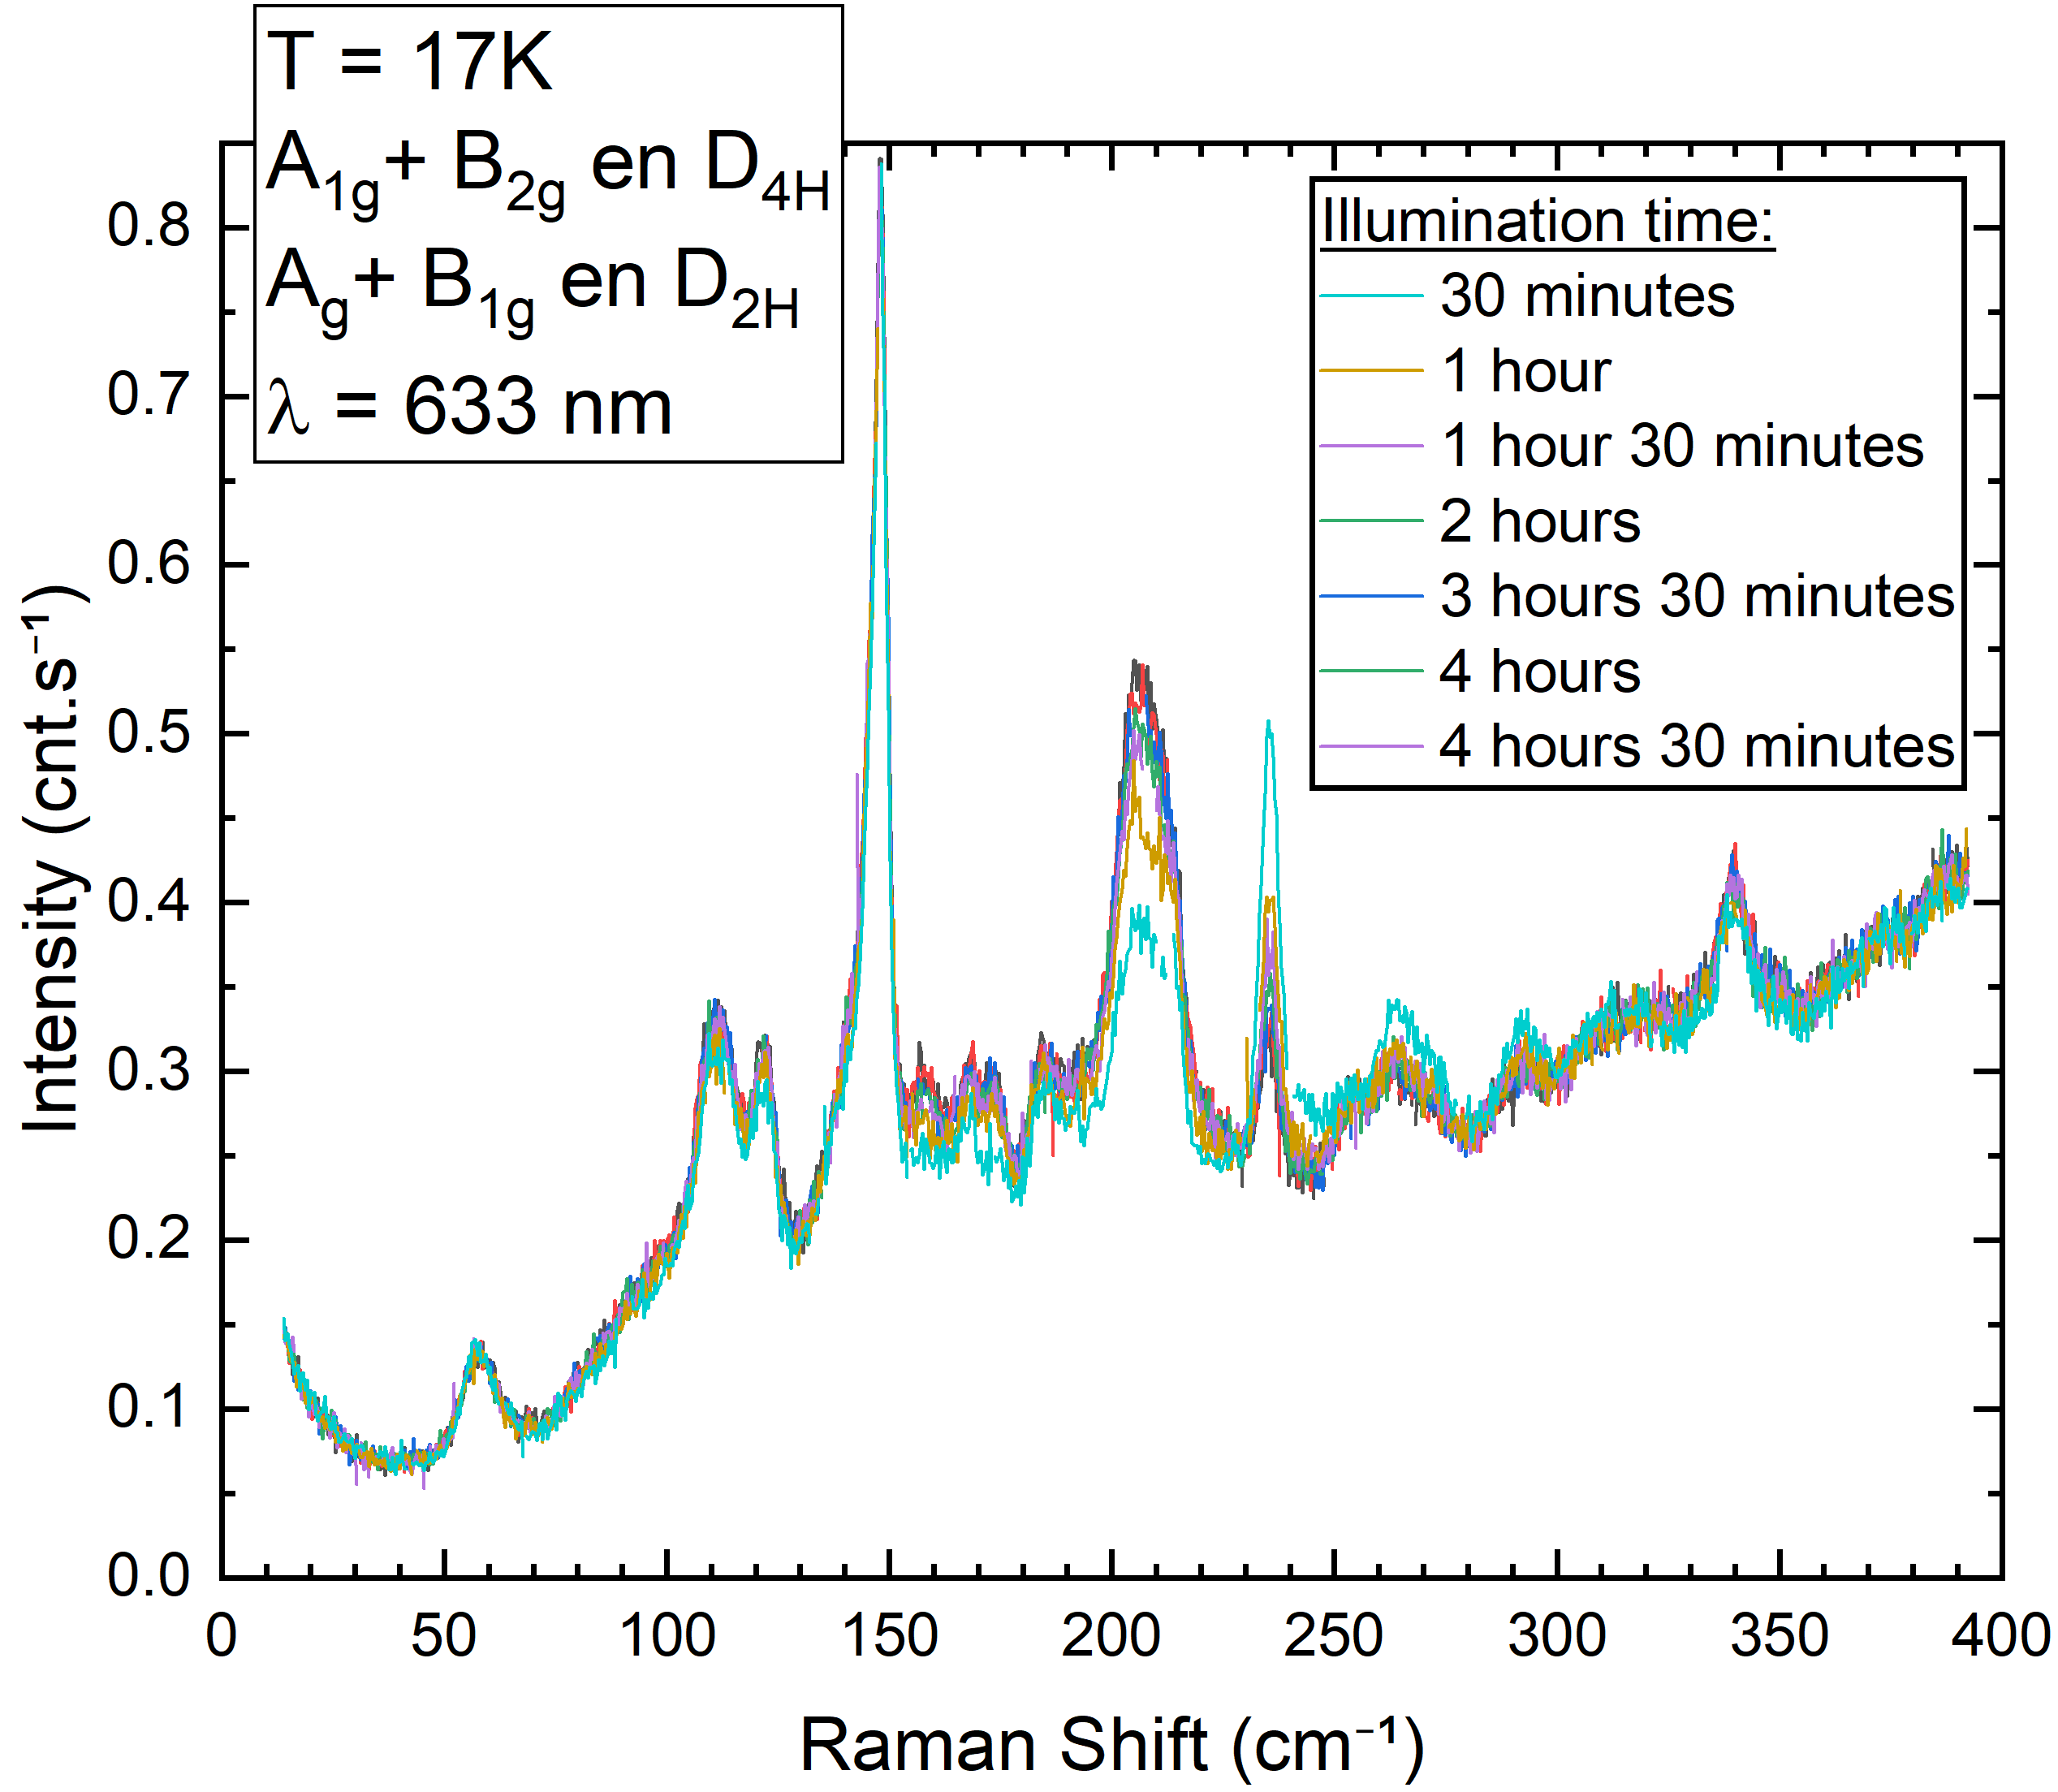 T = 17K
A1g+ B2g en D4H
Ag+ B1g en D2H
λ = 633 nm
Illumination time:
30 minutes
1 hour
1 hour 30 minutes
2 hours
3 hours 30 minutes
4 hours
4 hours 30 minutes
Intensity (cnt.s⁻¹)
0.8
0.7
0.6
0.5
0.4
0.3
0.2
0.1
0.0
0 50 100 150 200 250 300 350 400
Raman Shift (cm⁻¹)